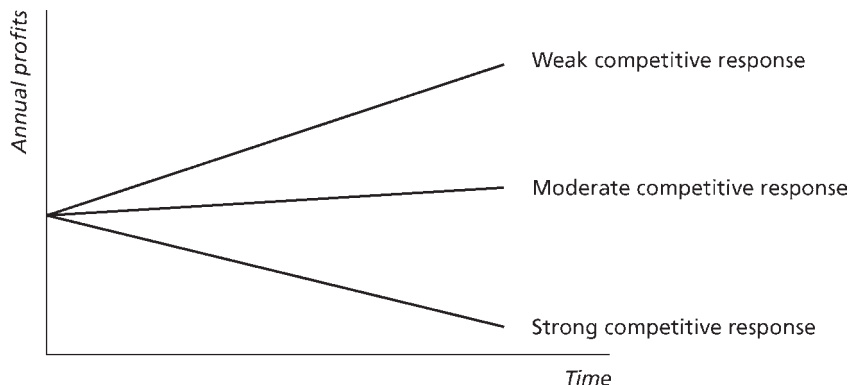 Annual profits
Weak competitive response
Moderate competitive response
Strong competitive response
Time